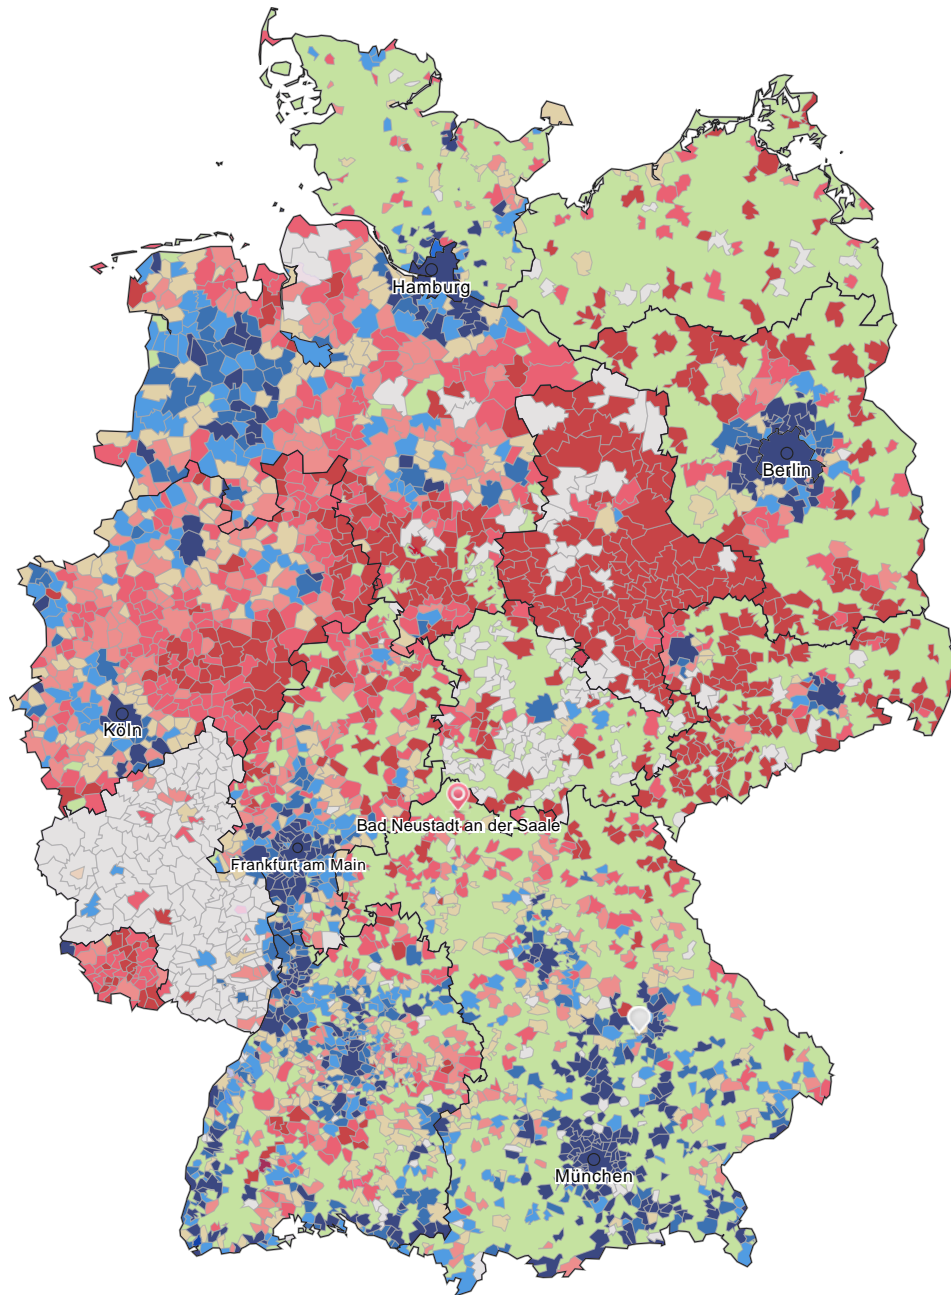 Hamburg
Berlin
Köln
Bad Neustadt an der Saale
Frankfurt am Main
München